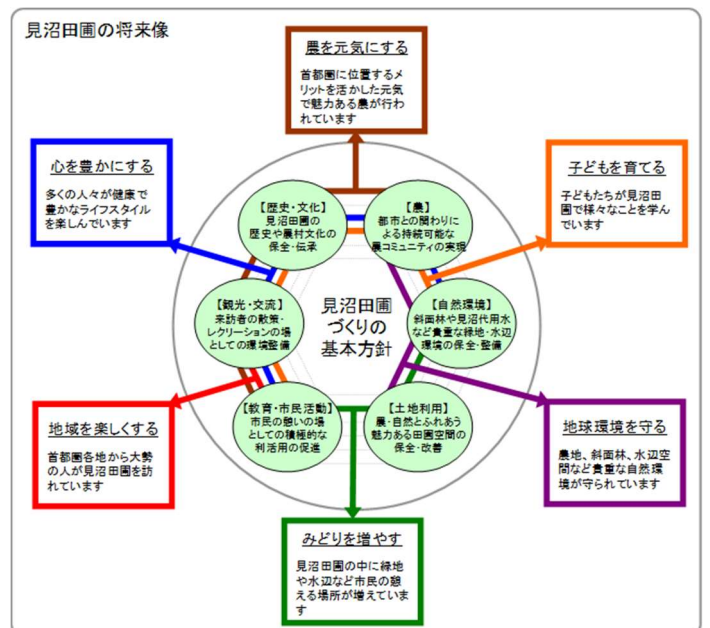 見沼田圃の将来像
農を元気にする
首都圏に位置するメ
リットを活かした元気
で魅力ある農が行わ
れています
心を豊かにする
多くの人々が健康で
豊かなライフスタイル
を楽しんでいます
子どもを育てる
子どもたちが見沼田
圃で様々なことを学ん
でいます
【歴史・文化】
見沼田圃の
歴史や農村文化の
保全・伝承
【農】
都市との関わりに
よる持続可能な
農コミュニティの実現
【観光・交流】
来訪者の散策・
レクリーションの場
としての環境整備
見沼田圃
づくりの
基本方針
【自然環境】
斜面林や見沼代用水
など貴重な緑地・水辺
環境の保全・整備
【教育・市民活動】
市民の憩いの場
としての積極的な
利活用の促進
【土地利用】
農・自然とふれあう
魅力ある田園空間の
保全・改善
地域を楽しくする
首都圏各地から大勢
の人が見沼田圃を訪
れています
地球環境を守る
農地、斜面林、水辺空
間など貴重な自然環
境が守られています
みどりを増やす
見沼田圃の中に緑地
や水辺など市民の憩
える場所が増えていま
す